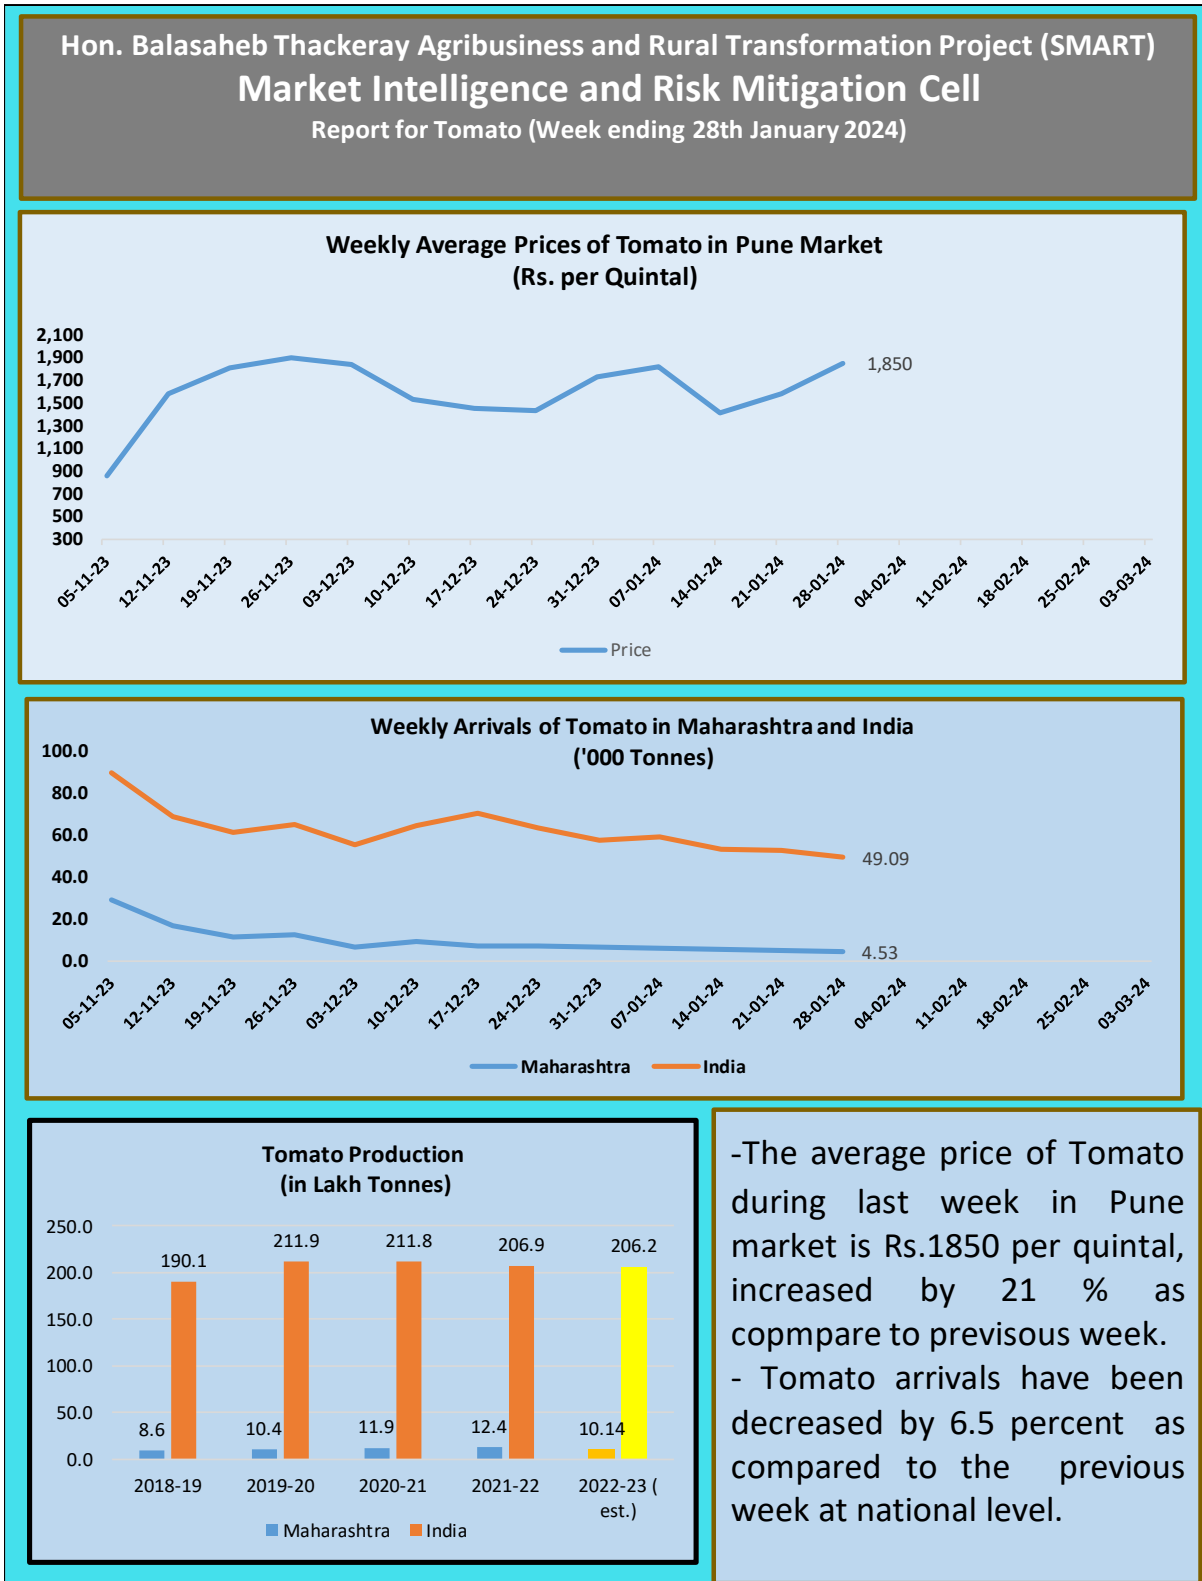 Hon. Balasaheb Thackeray Agribusiness and Rural Transformation Project (SMART)
Market Intelligence and Risk Mitigation Cell
Report for Tomato (Week ending 28th January 2024)
Weekly Average Prices of Tomato in Pune Market
(Rs. per Quintal)
2,100
1,900
1,700
1,500
1,300
1,100
900
700
500
300
1,850
05-11-23 12-11-23 19-11-23 26-11-23 03-12-23 10-12-23 17-12-23 24-12-23 31-12-23 07-01-24 14-01-24 21-01-24 28-01-24 04-02-24 11-02-24 18-02-24 25-02-24 03-03-24
Price
Weekly Arrivals of Tomato in Maharashtra and India
('000 Tonnes)
100.0
80.0
60.0
40.0
20.0
0.0
49.09
4.53
05-11-23 12-11-23 19-11-23 26-11-23 03-12-23 10-12-23 17-12-23 24-12-23 31-12-23 07-01-24 14-01-24 21-01-24 28-01-24 04-02-24 11-02-24 18-02-24 25-02-24 03-03-24
Maharashtra India
Tomato Production
(in Lakh Tonnes)
250.0
200.0
150.0
100.0
50.0
0.0
190.1 211.9 211.8 206.9 206.2
8.6 10.4 11.9 12.4 10.14
2018-19 2019-20 2020-21 2021-22 2022-23 (
est.)
Maharashtra India
-The average price of Tomato
during last week in Pune
market is Rs.1850 per quintal,
increased by 21 % as
copmpare to previsous week.
- Tomato arrivals have been
decreased by 6.5 percent as
compared to the previous
week at national level.